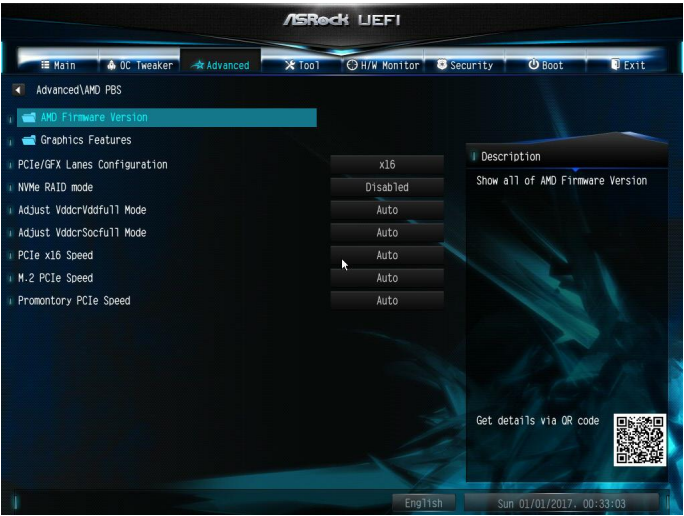 ASRock UEFI
Main OC Tweaker Advanced Tool H/W Monitor Security Boot Exit
Advanced\AMD PBS
AMD Firmware Version
Graphics Features
PCIe/GFX Lanes Configuration x16
NVMe RAID mode Disabled
Adjust VddcrVddfull Mode Auto
Adjust VddcrSocfull Mode Auto
PCIe x16 Speed Auto
M.2 PCIe Speed Auto
Promontory PCIe Speed Auto
Description
Show all of AMD Firmware Version
Get details via QR code
English Sun 01/01/2017. 00:33:03